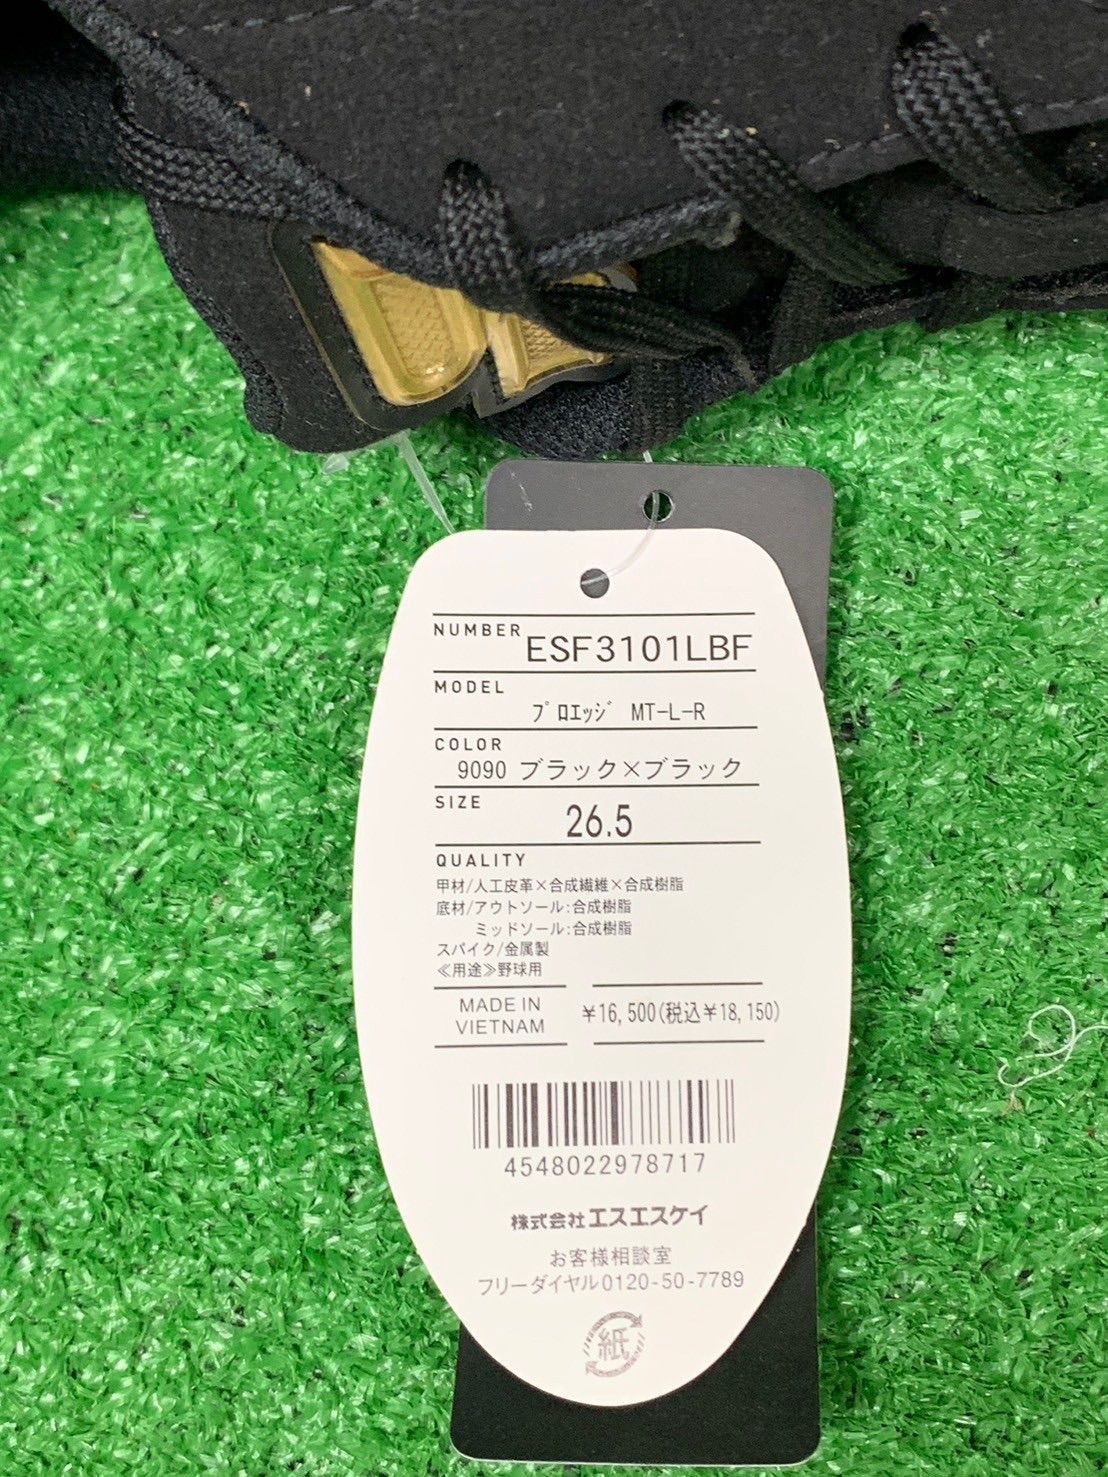 NUMBER ESF3101LBF
MODEL
ﾌﾟﾛｴｯｼﾞ MT-L-R
COLOR
9090 ブラック×ブラック
SIZE
26.5
QUALITY
甲材/人工皮革×合成繊維×合成樹脂
底材/アウトソール:合成樹脂
ミッドソール:合成樹脂
スパイク/金属製
≪用途≫野球用
MADE IN
VIETNAM
¥16,500(税込¥18,150)
4548022978717
株式会社エスエスケイ
お客様相談室
フリーダイヤル0120-50-7789
紙